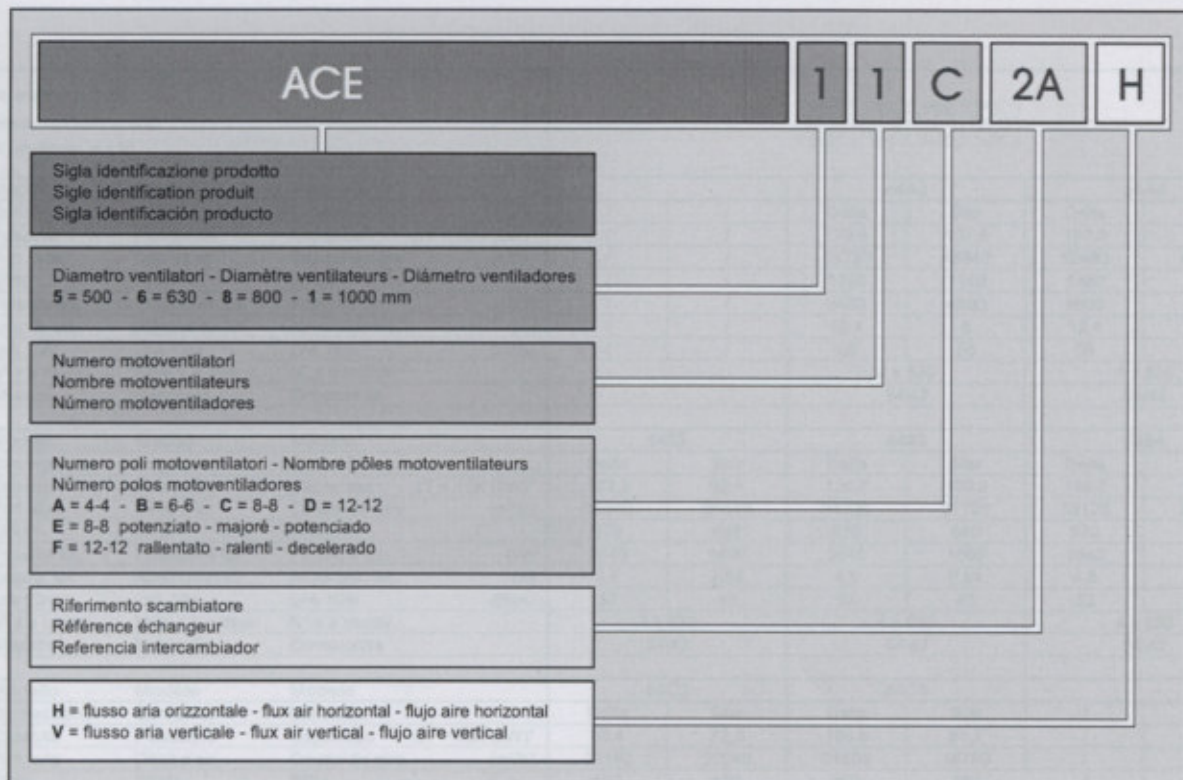 ACE 1 1 C 2A H
Sigla identificazione prodotto
Sigle identification produit
Sigla identificación producto
Diametro ventilatori - Diamètre ventilateurs - Diámetro ventiladores
5 = 500 - 6 = 630 - 8 = 800 - 1 = 1000 mm
Numero motoventilatori
Nombre motoventilateurs
Número motoventiladores
Numero poli motoventilatori - Nombre pôles motoventilateurs
Número polos motoventiladores
A = 4-4 - B = 6-6 - C = 8-8 - D = 12-12
E = 8-8 potenziato - majoré - potenciado
F = 12-12 rallentato - ralenti - decelerado
Riferimento scambiatore
Référence échangeur
Referencia intercambiador
H = flusso aria orizzontale - flux air horizontal - flujo aire horizontal
V = flusso aria verticale - flux air vertical - flujo aire vertical